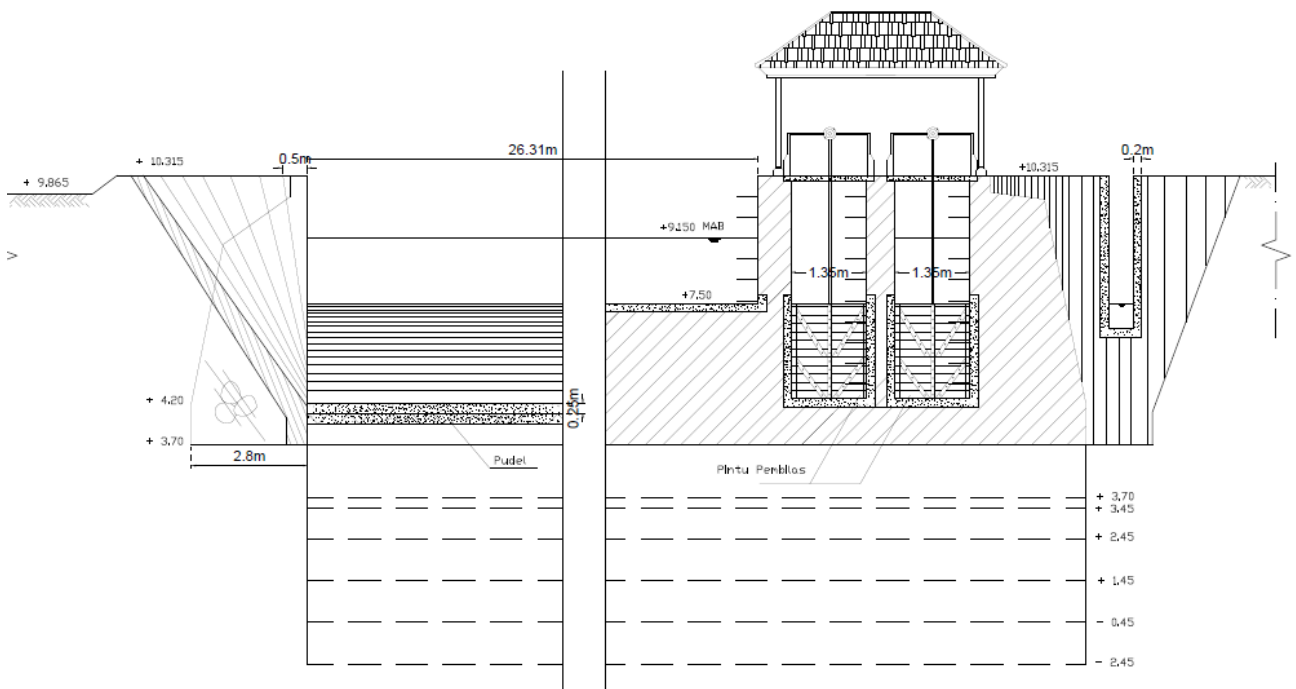 26.31m
0.5m
0.2m
+ 10.315
+10.315
+ 9.865
+9.150 MAB
1.35m
1.35m
+7.50
+ 4.20
0.25m
+ 3.70
2.8m
Pudel
Pintu Pembilas
+ 3.70
+ 3.45
+ 2.45
+ 1.45
- 0.45
- 2.45